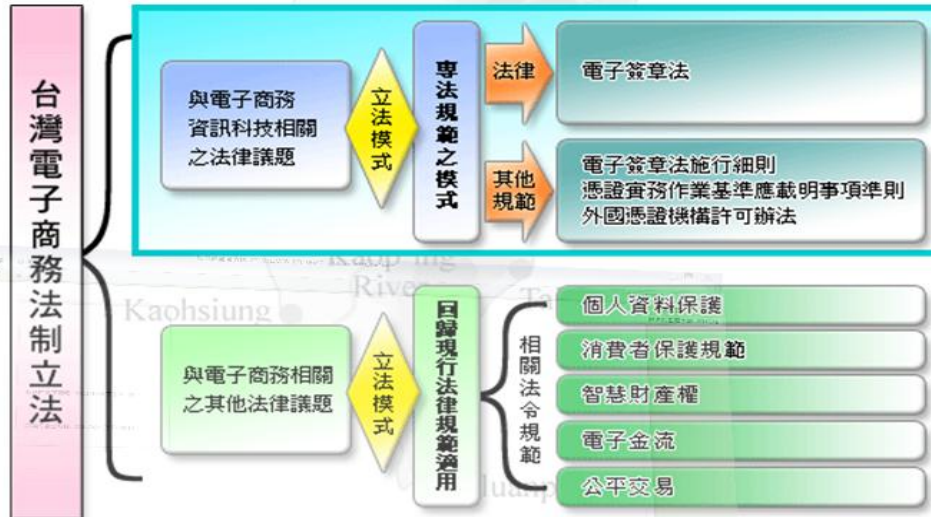 台灣電子商務法制立法
與電子商務
資訊科技相關
之法律議題
立法模式
專法規範之模式
法律
電子簽章法
其他
規範
電子簽章法施行細則
憑證實務作業基準應載明事項準則
外國憑證機構許可辦法
與電子商務相關
之其他法律議題
立法模式
回歸現行法律規範適用
相關法令規範
個人資料保護
消費者保護規範
智慧財產權
電子金流
公平交易
Kaohsiung
River